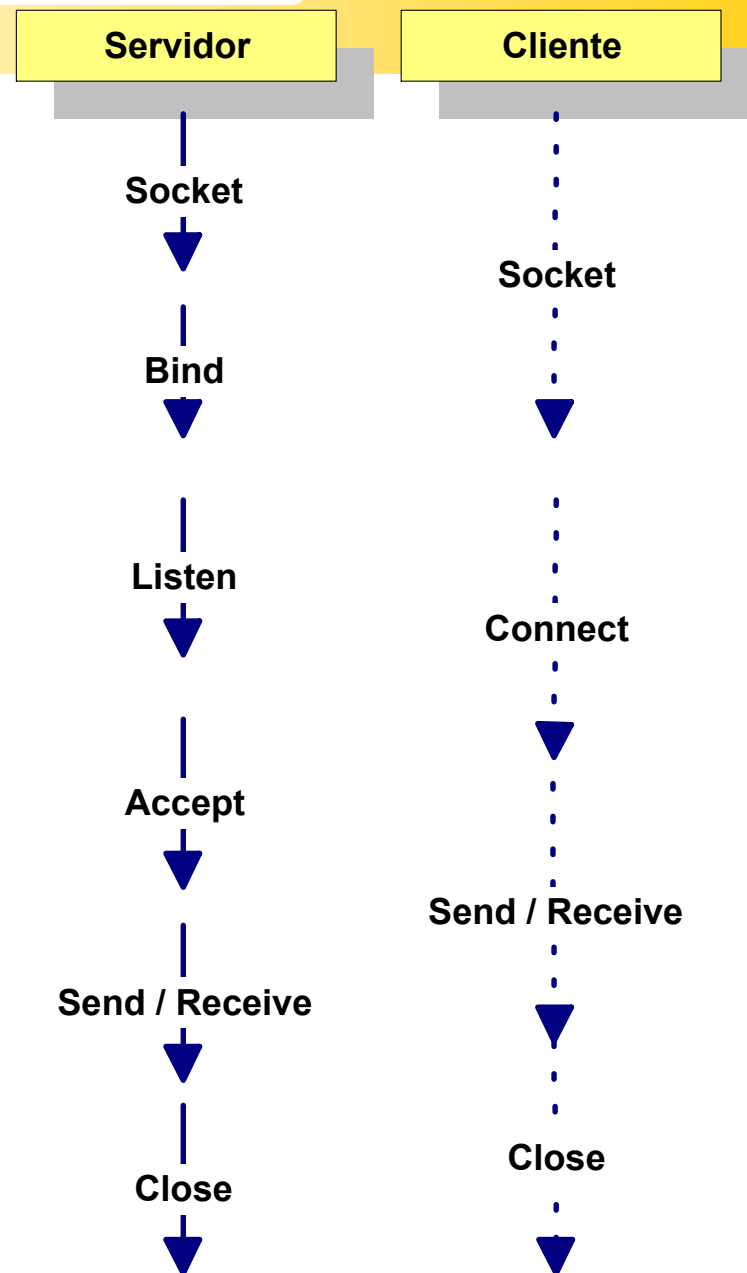 Servidor
Cliente
Socket
Socket
Bind
Listen
Connect
Accept
Send / Receive
Send / Receive
Close
Close